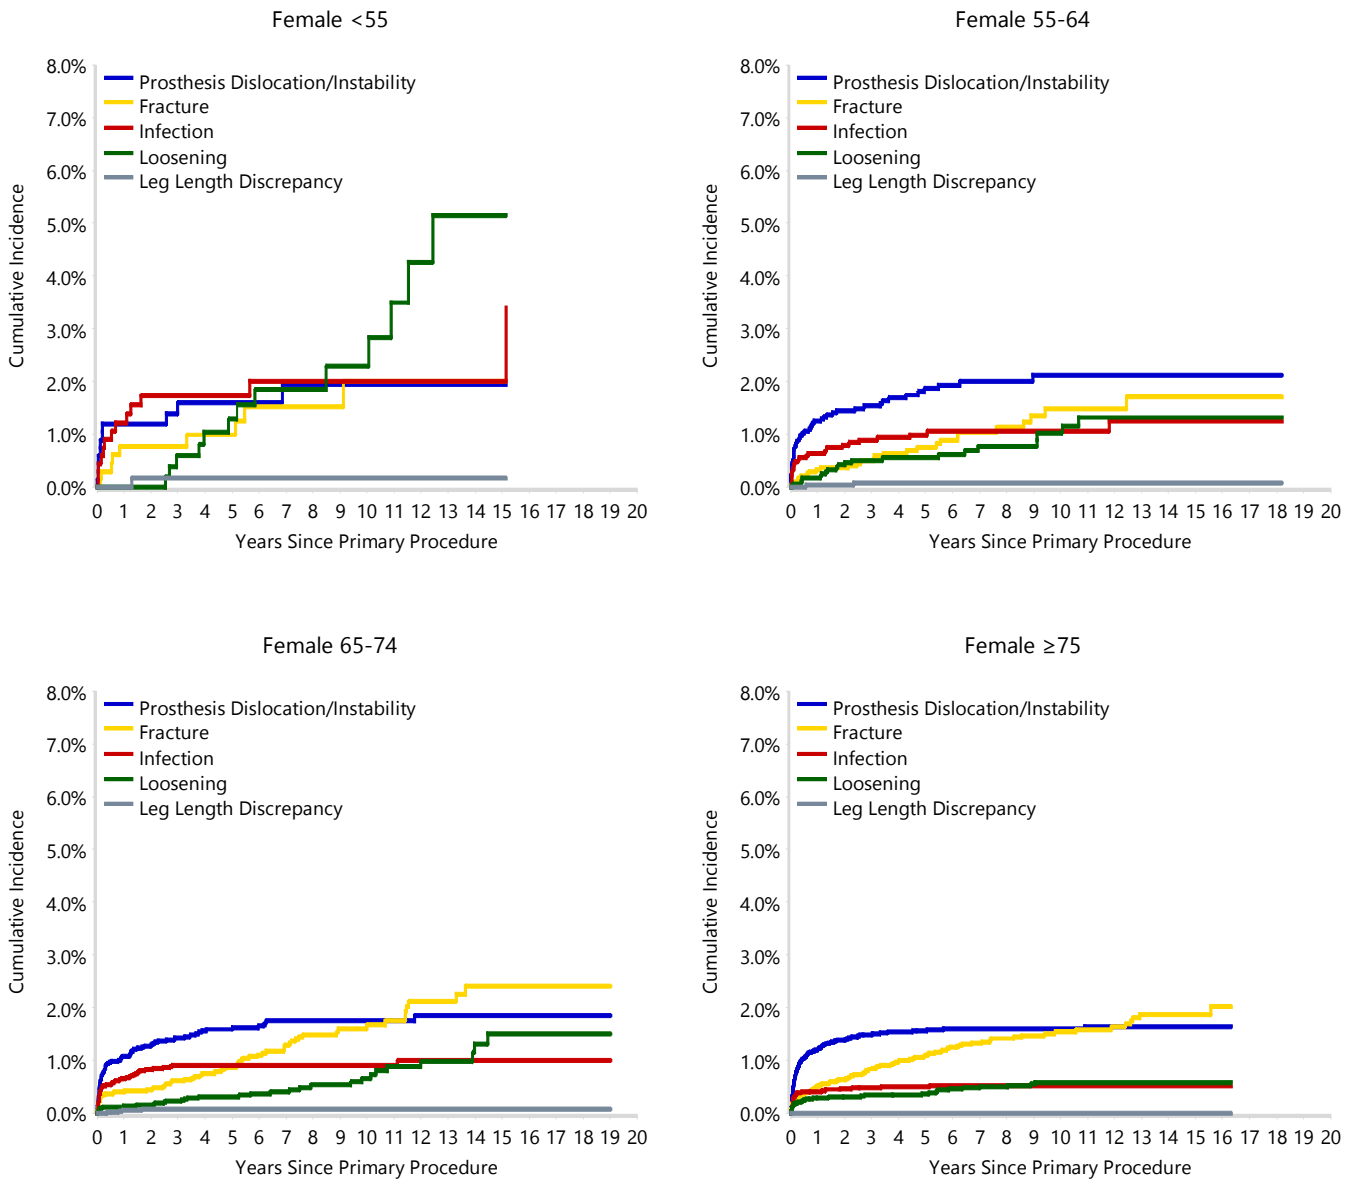 Female <55
8.0%
7.0%
6.0%
5.0%
4.0%
3.0%
2.0%
1.0%
0.0%
Cumulative Incidence
Prosthesis Dislocation/Instability
Fracture
Infection
Loosening
Leg Length Discrepancy
0 1 2 3 4 5 6 7 8 9 10 11 12 13 14 15 16 17 18 19 20
Years Since Primary Procedure
Female 55-64
8.0%
7.0%
6.0%
5.0%
4.0%
3.0%
2.0%
1.0%
0.0%
Cumulative Incidence
Prosthesis Dislocation/Instability
Fracture
Infection
Loosening
Leg Length Discrepancy
0 1 2 3 4 5 6 7 8 9 10 11 12 13 14 15 16 17 18 19 20
Years Since Primary Procedure
Female 65-74
8.0%
7.0%
6.0%
5.0%
4.0%
3.0%
2.0%
1.0%
0.0%
Cumulative Incidence
Prosthesis Dislocation/Instability
Fracture
Infection
Loosening
Leg Length Discrepancy
0 1 2 3 4 5 6 7 8 9 10 11 12 13 14 15 16 17 18 19 20
Years Since Primary Procedure
Female ≥75
8.0%
7.0%
6.0%
5.0%
4.0%
3.0%
2.0%
1.0%
0.0%
Cumulative Incidence
Prosthesis Dislocation/Instability
Fracture
Infection
Loosening
Leg Length Discrepancy
0 1 2 3 4 5 6 7 8 9 10 11 12 13 14 15 16 17 18 19 20
Years Since Primary Procedure